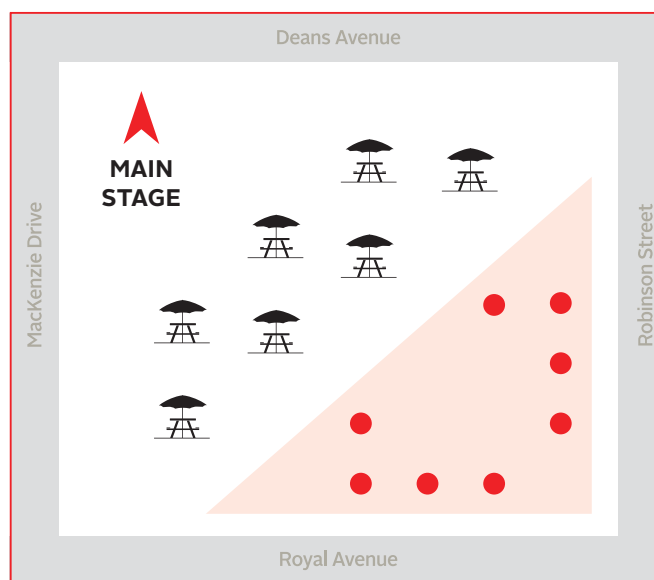 Deans Avenue
MAIN
STAGE
MacKenzie Drive
Robinson Street
Royal Avenue